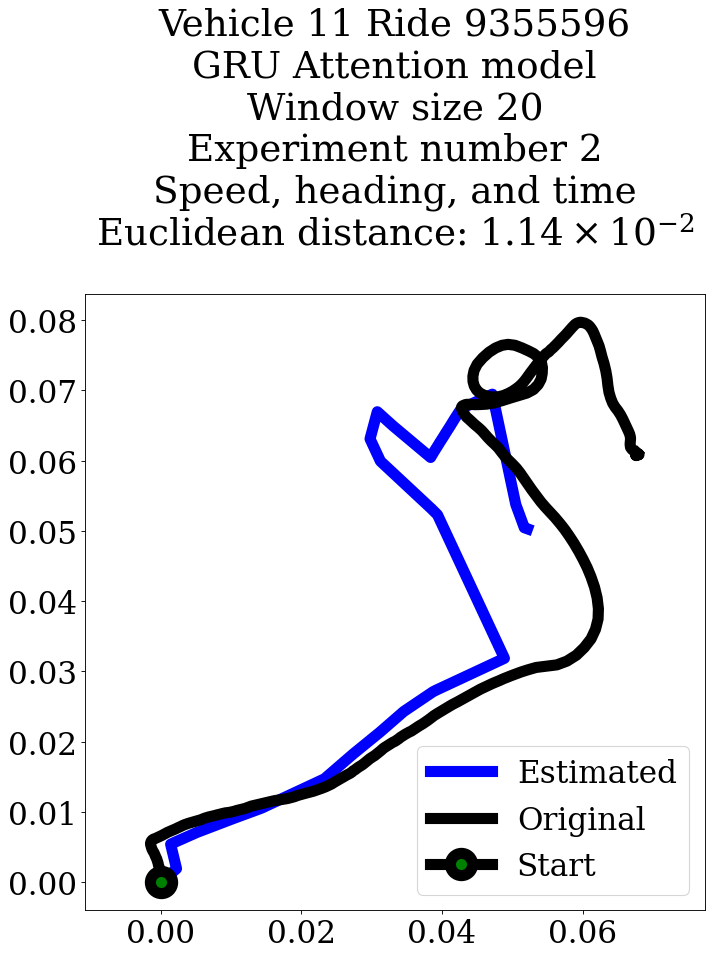 Vehicle 11 Ride 9355596
GRU Attention model
Window size 20
Experiment number 2
Speed, heading, and time
Euclidean distance: 1.14 × 10⁻²
0.08
0.07
0.06
0.05
0.04
0.03
0.02
0.01
0.00
Estimated
Original
Start
0.00 0.02 0.04 0.06